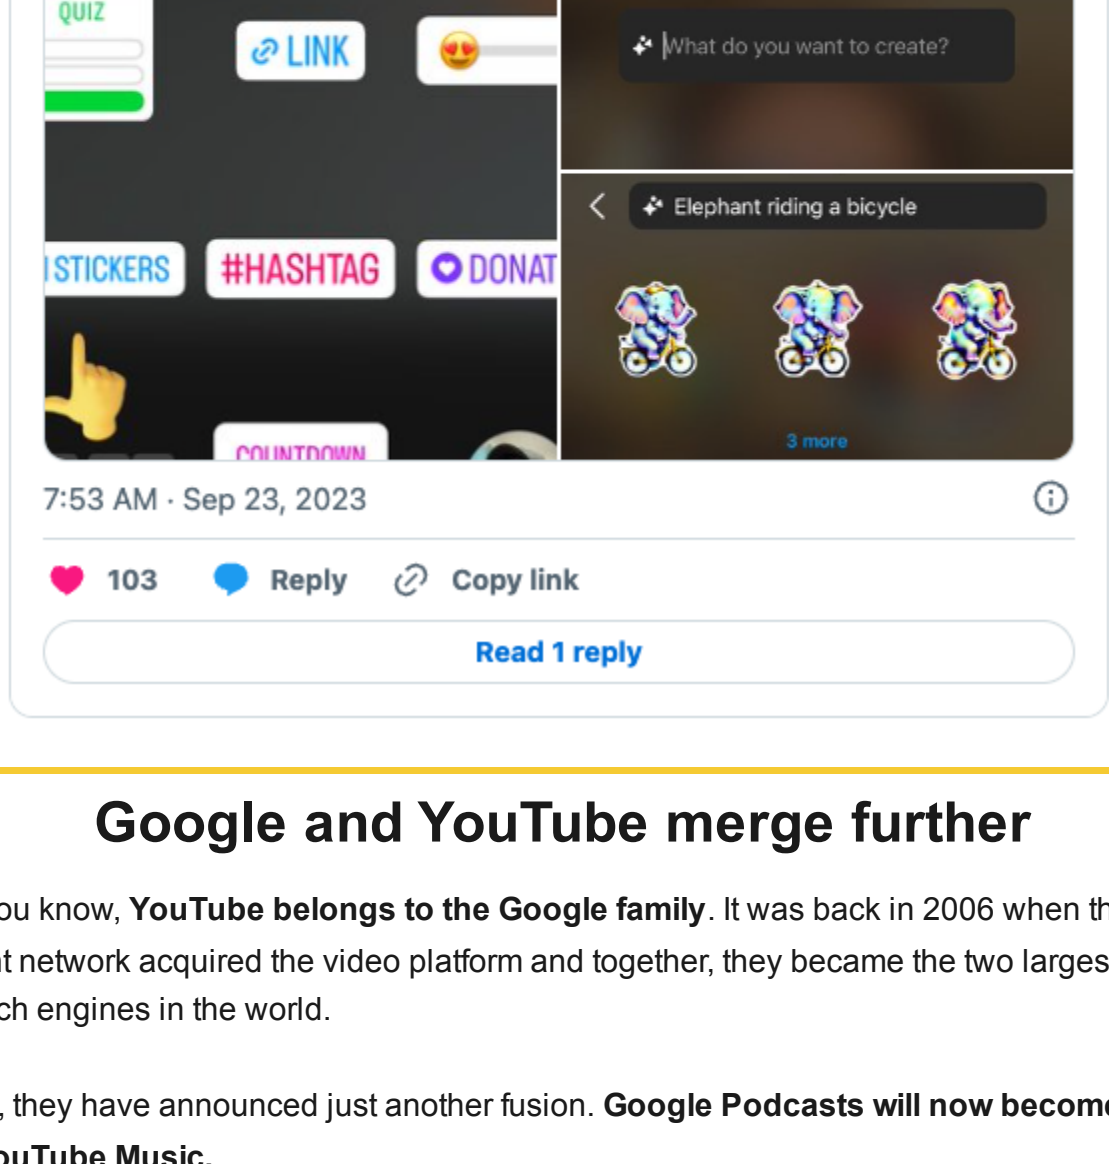 QUIZ
LINK
What do you want to create?
Elephant riding a bicycle
STICKERS
#HASHTAG
DONAT
COUNTDOWN
3 more
7:53 AM · Sep 23, 2023
103 Reply Copy link
Read 1 reply
Google and YouTube merge further
ou know, YouTube belongs to the Google family. It was back in 2006 when th
t network acquired the video platform and together, they became the two larges
ch engines in the world.
, they have announced just another fusion. Google Podcasts will now become
ouTube Music.